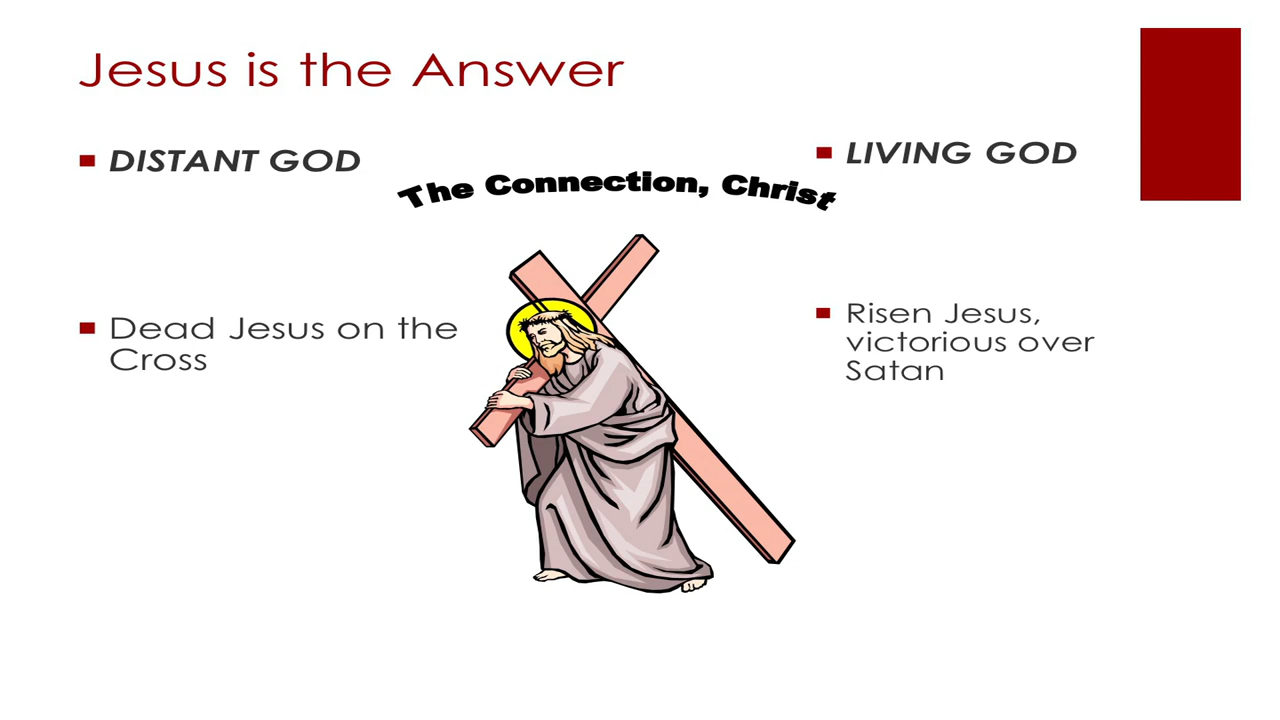 Jesus is the Answer
DISTANT GOD
LIVING GOD
The Connection, Christ
Dead Jesus on the
Cross
Risen Jesus,
victorious over
Satan